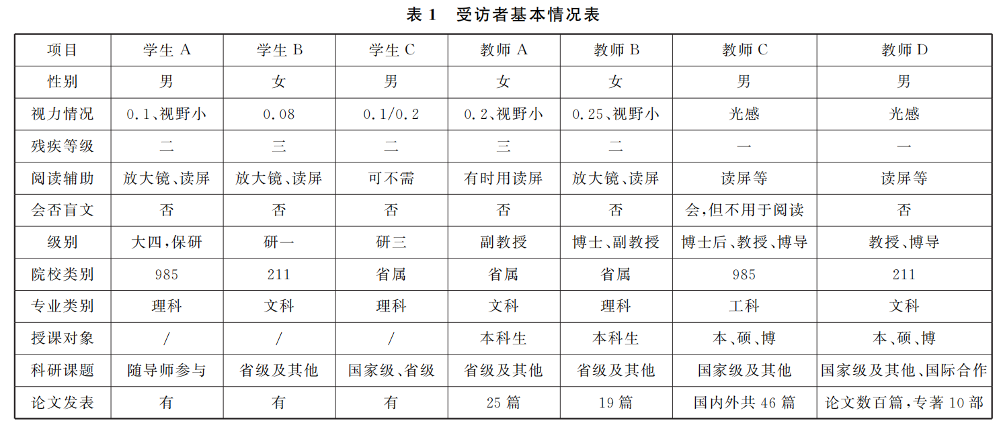 表 1 受访者基本情况表
项目 学生 A 学生 B 学生 C 教师 A 教师 B 教师 C 教师 D
性别 男 女 男 女 女 男 男
视力情况 0.1、视野小 0.08 0.1/0.2 0.2、视野小 0.25、视野小 光感 光感
残疾等级 二 三 二 三 二 一 一
阅读辅助 放大镜、读屏 放大镜、读屏 可不需 有时用读屏 放大镜、读屏 读屏等 读屏等
会否盲文 否 否 否 否 否 会,但不用于阅读 否
级别 大四,保研 研一 研三 副教授 博士、副教授 博士后、教授、博导 教授、博导
院校类别 985 211 省属 省属 省属 985 211
专业类别 理科 文科 理科 文科 理科 工科 文科
授课对象 / / / 本科生 本科生 本、硕、博 本、硕、博
科研课题 随导师参与 省级及其他 国家级、省级 省级及其他 省级及其他 国家级及其他 国家级及其他、国际合作
论文发表 有 有 有 25 篇 19 篇 国内外共 46 篇 论文数百篇,专著 10 部